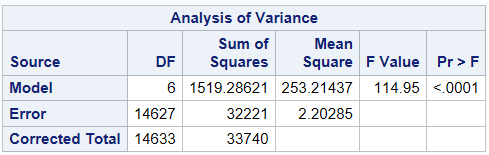 Analysis of Variance
Source DF Sum of Squares Mean Square F Value Pr > F
Model 6 1519.28621 253.21437 114.95 <.0001
Error 14627 32221 2.20285
Corrected Total 14633 33740